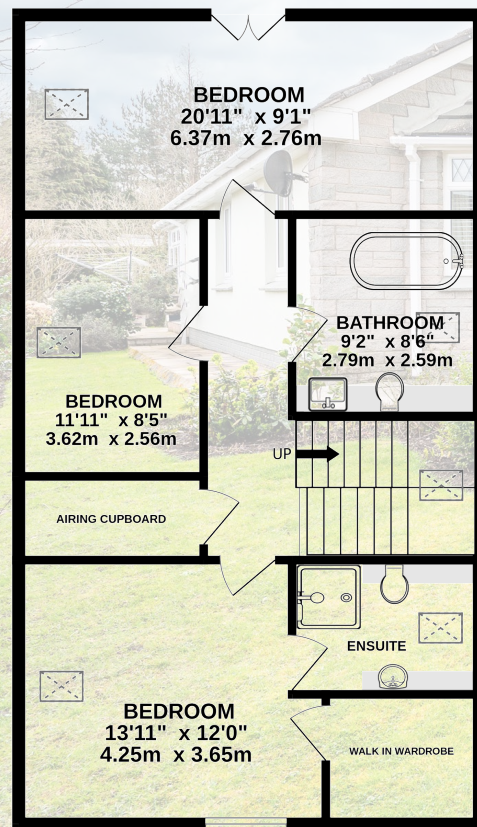 BEDROOM
20'11" x 9'1"
6.37m x 2.76m
BATHROOM
9'2" x 8'6"
2.79m x 2.59m
BEDROOM
11'11" x 8'5"
3.62m x 2.56m
UP
AIRING CUPBOARD
ENSUITE
BEDROOM
13'11" x 12'0"
4.25m x 3.65m
WALK IN WARDROBE